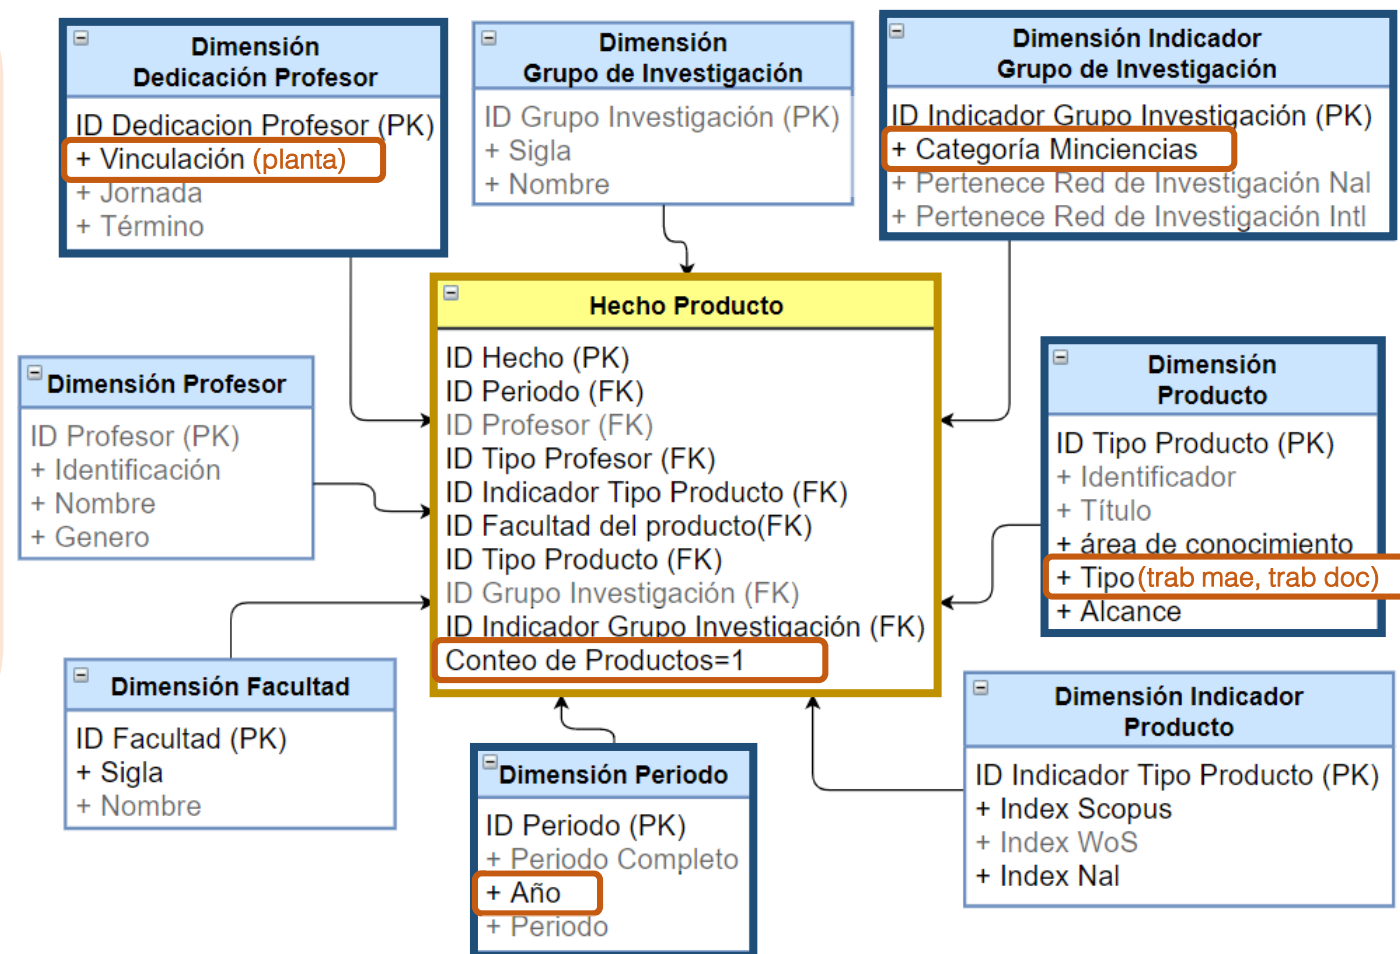 Dimensión
Dedicación Profesor
ID Dedicacion Profesor (PK)
+ Vinculación (planta)
+ Jornada
+ Término
Dimensión
Grupo de Investigación
ID Grupo Investigación (PK)
+ Sigla
+ Nombre
Dimensión Indicador
Grupo de Investigación
ID Indicador Grupo Investigación (PK)
+ Categoría Minciencias
+ Pertenece Red de Investigación Nal
+ Pertenece Red de Investigación Intl
Hecho Producto
ID Hecho (PK)
ID Periodo (FK)
ID Profesor (FK)
ID Tipo Profesor (FK)
ID Indicador Tipo Producto (FK)
ID Facultad del producto(FK)
ID Tipo Producto (FK)
ID Grupo Investigación (FK)
ID Indicador Grupo Investigación (FK)
Conteo de Productos=1
Dimensión Profesor
ID Profesor (PK)
+ Identificación
+ Nombre
+ Genero
Dimensión
Producto
ID Tipo Producto (PK)
+ Identificador
+ Título
+ área de conocimiento
+ Tipo (trab mae, trab doc)
+ Alcance
Dimensión Facultad
ID Facultad (PK)
+ Sigla
+ Nombre
Dimensión Periodo
ID Periodo (PK)
+ Periodo Completo
+ Año
+ Periodo
Dimensión Indicador
Producto
ID Indicador Tipo Producto (PK)
+ Index Scopus
+ Index WoS
+ Index Nal